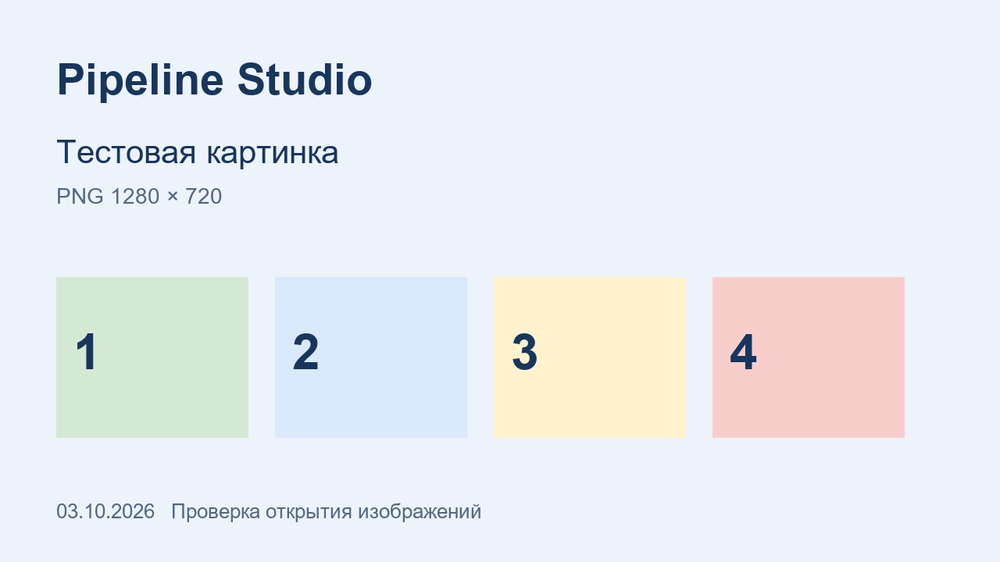 Pipeline Studio
Тестовая картинка
PNG 1280 × 720
1
2
3
4
03.10.2026 Проверка открытия изображений